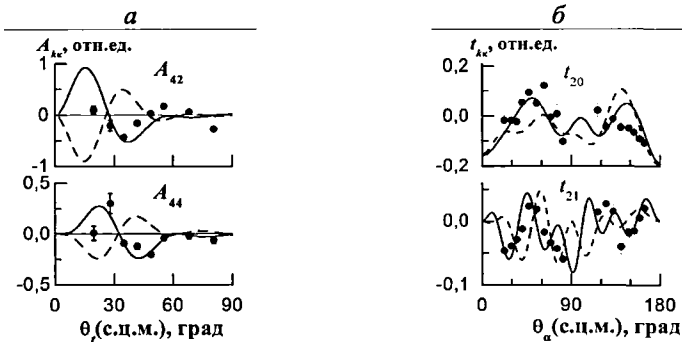 а
A_kκ, отн.ед.
1
0
-1
A_42
0,5
0,0
-0,5
A_44
0 30 60 90
θ_t(с.ц.м.), град
б
t_kκ, отн.ед.
0,2
0,0
-0,2
t_20
0,0
-0,1
t_21
0 90 180
θ_α(с.ц.м.), град